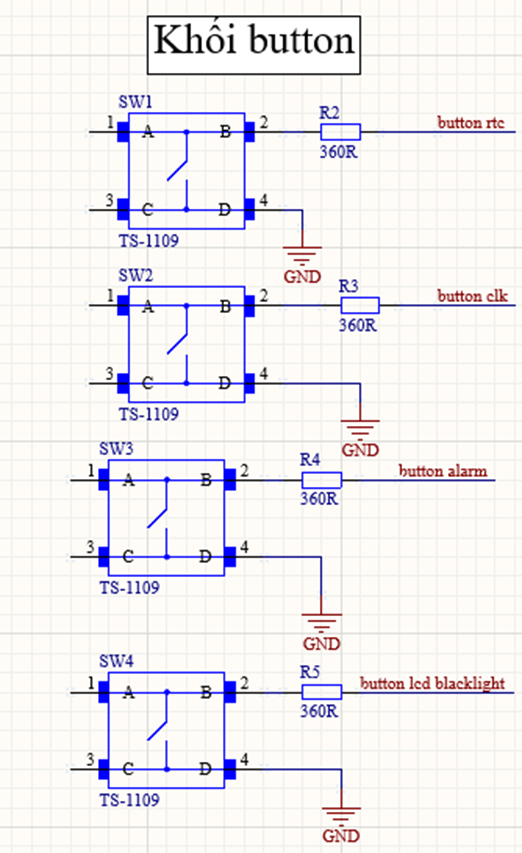 Khối button
SW1
1 A B 2
R2
360R
button rtc
3 C D 4
TS-1109
GND
SW2
1 A B 2
R3
360R
button clk
3 C D 4
TS-1109
GND
SW3
1 A B 2
R4
360R
button alarm
3 C D 4
TS-1109
GND
SW4
1 A B 2
R5
360R
button lcd blacklight
3 C D 4
TS-1109
GND